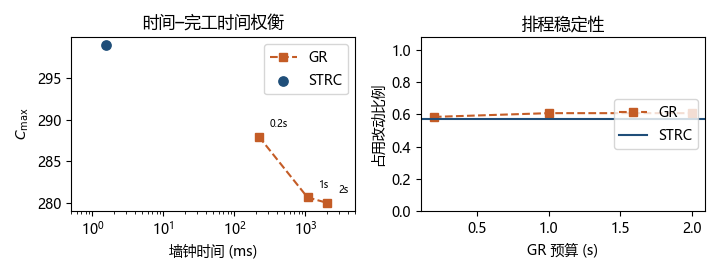 时间–完工时间权衡
C_max
295
290
285
280
10^0
10^1
10^2
10^3
墙钟时间 (ms)
GR
STRC
0.2s
1s
2s
排程稳定性
占用改动比例
1.0
0.8
0.6
0.4
0.2
0.0
0.5
1.0
1.5
2.0
GR 预算 (s)
GR
STRC